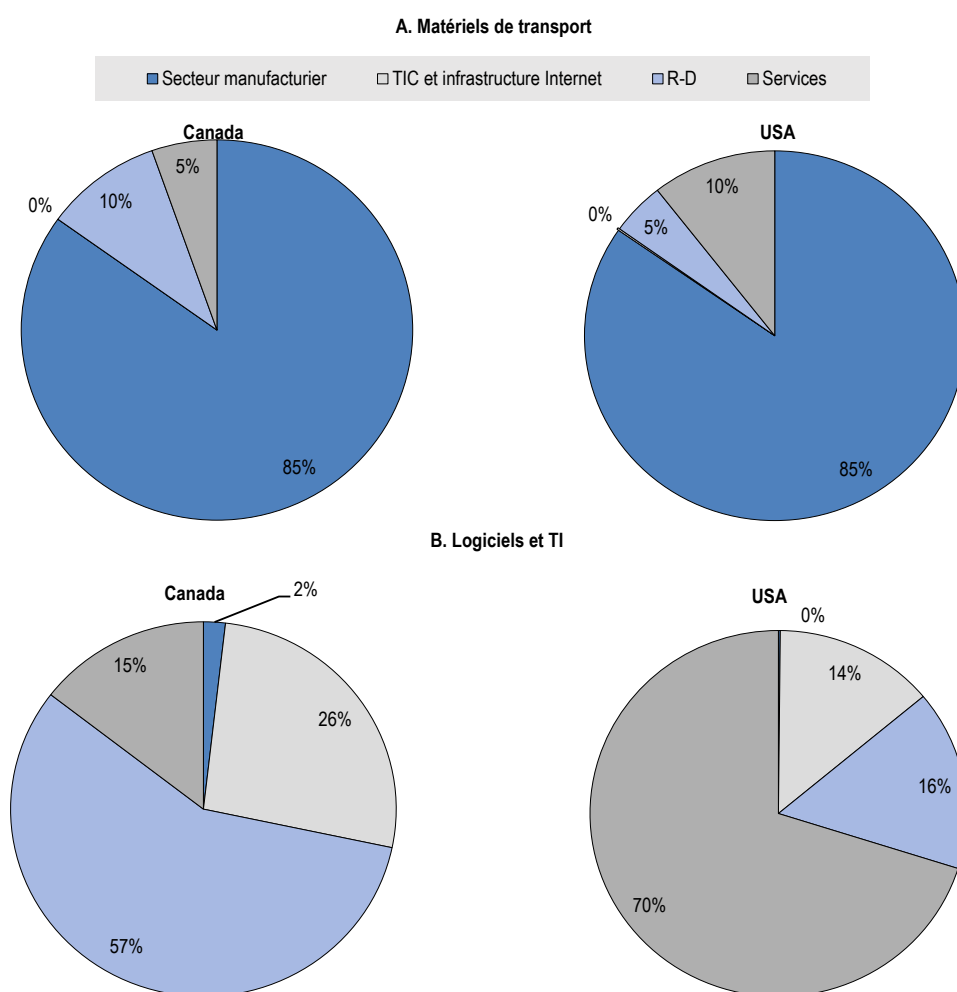 A. Matériels de transport
Secteur manufacturier TIC et infrastructure Internet R-D Services
Canada USA
5% 10%
0% 10% 0% 5%
85% 85%
B. Logiciels et TI
Canada 2% USA
0%
15% 14%
26%
16%
70%
57%